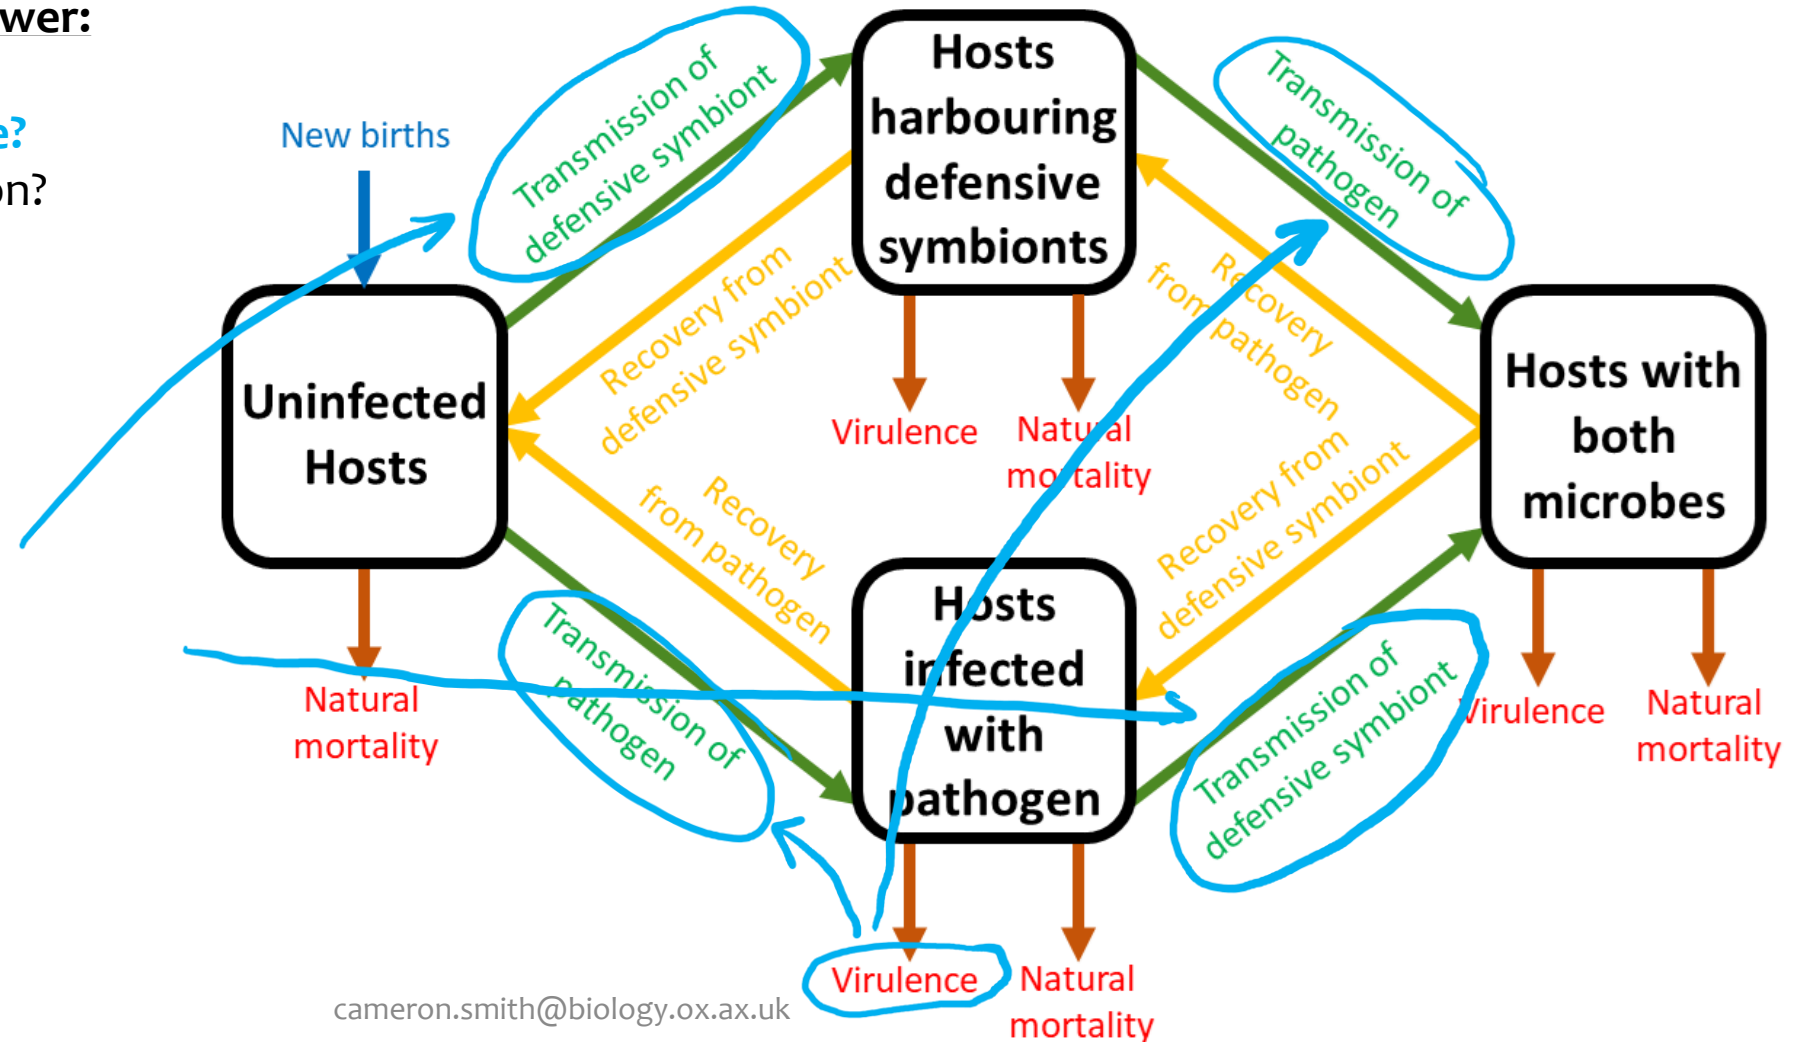 wer:
e?
on?
New births
Transmission of
defensive symbiont
Hosts
harbouring
defensive
symbionts
Transmission of
pathogen
Recovery from
defensive symbiont
Recovery
from pathogen
Uninfected
Hosts
Virulence
Natural
mortality
Hosts with
both
microbes
Recovery
from pathogen
Recovery from
defensive symbiont
Transmission of
pathogen
Hosts
infected
with
pathogen
Transmission of
defensive symbiont
Natural
mortality
Virulence
Natural
mortality
Virulence
Natural
mortality
cameron.smith@biology.ox.ax.uk